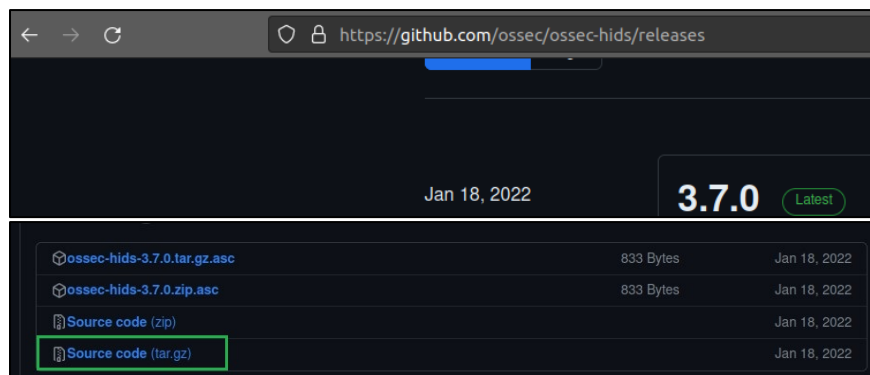 https://github.com/ossec/ossec-hids/releases
Jan 18, 2022
3.7.0 Latest
ossec-hids-3.7.0.tar.gz.asc 833 Bytes Jan 18, 2022
ossec-hids-3.7.0.zip.asc 833 Bytes Jan 18, 2022
Source code (zip) Jan 18, 2022
Source code (tar.gz) Jan 18, 2022